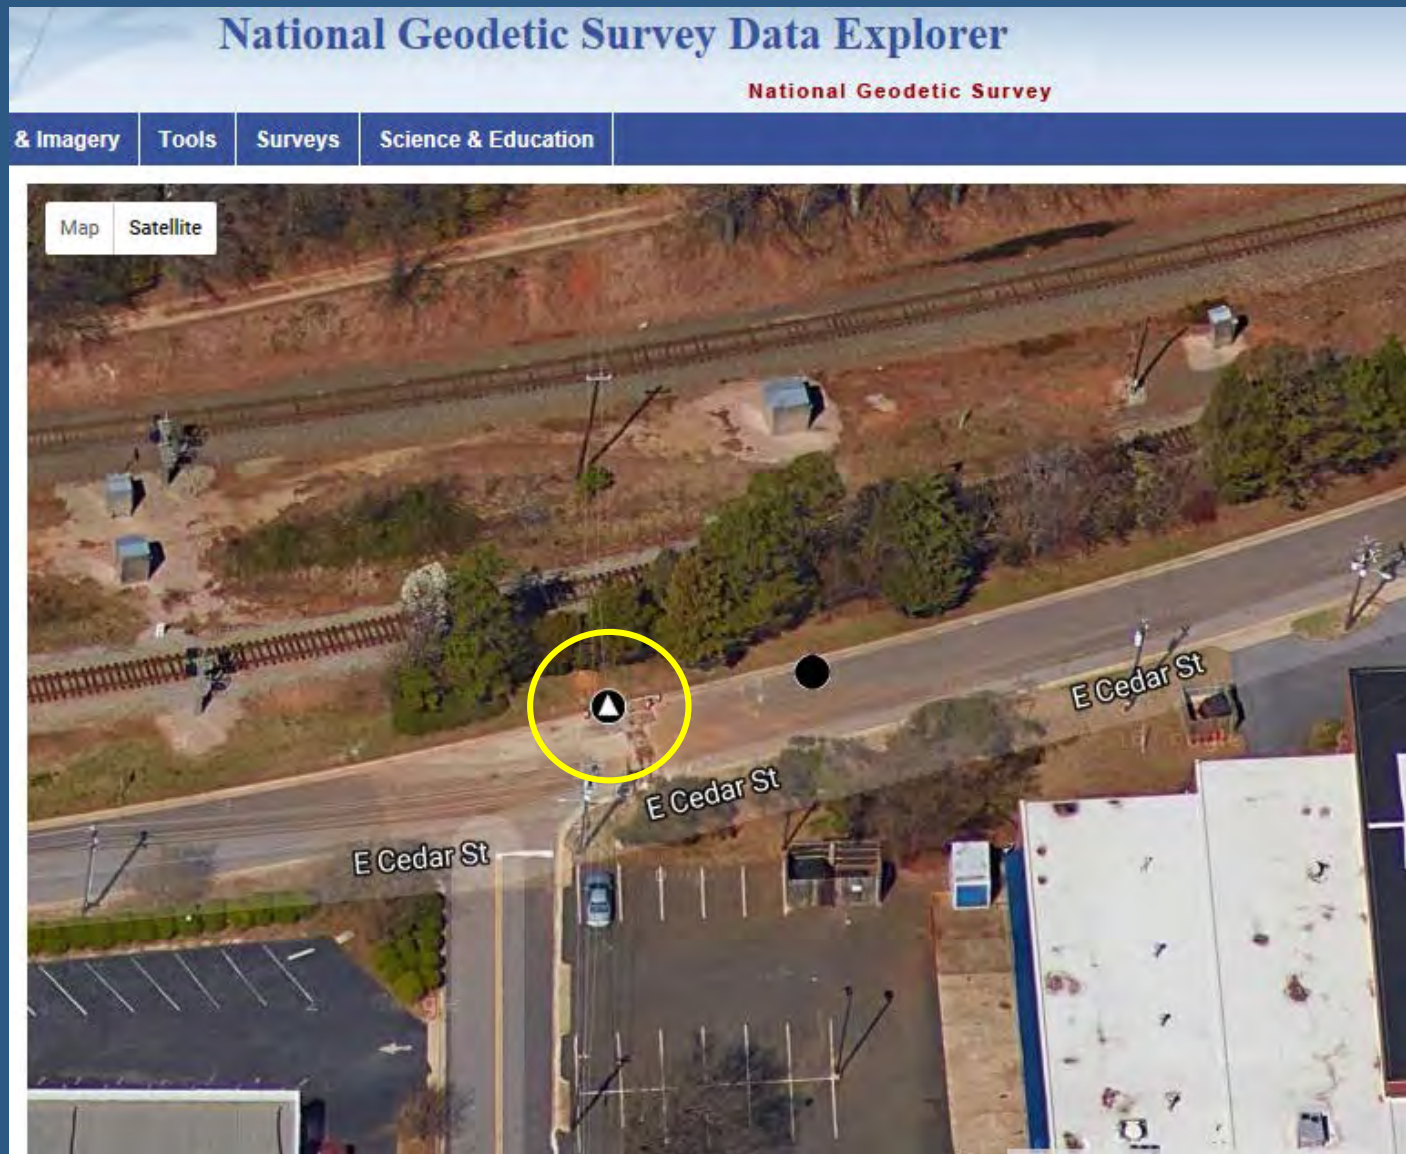 National Geodetic Survey Data Explorer
National Geodetic Survey
& Imagery Tools Surveys Science & Education
Map Satellite
E Cedar St
E Cedar St
E Cedar St